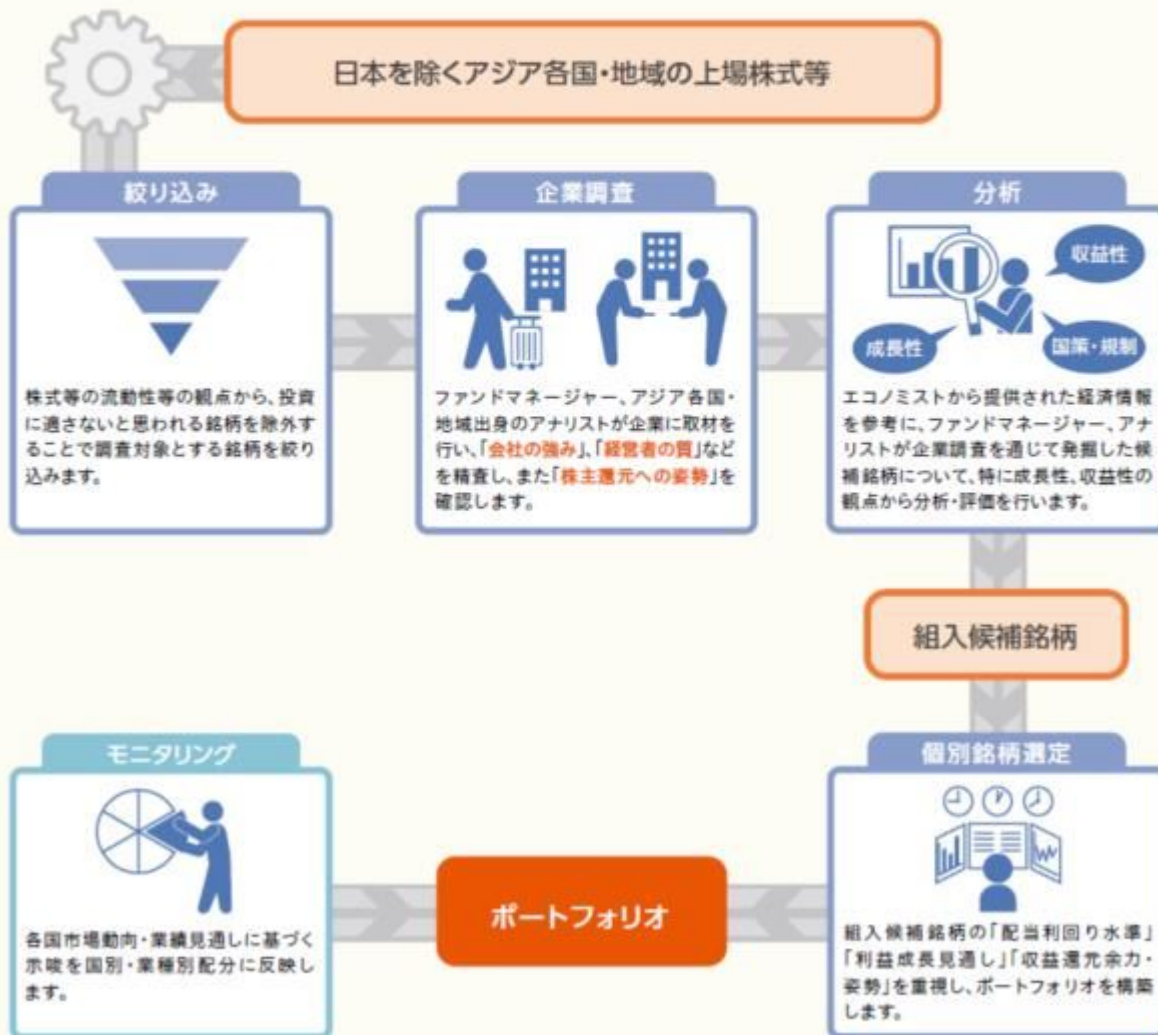 日本を除くアジア各国・地域の上場株式等
絞り込み
株式等の流動性等の観点から、投資
に適さないと思われる銘柄を除外す
ることで調査対象とする銘柄を絞り
込みます。
企業調査
ファンドマネージャー、アジア各国・
地域出身のアナリストが企業に取材を
行い、「会社の強み」、「経営者の質」など
を精査し、また「株主還元への姿勢」を
確認します。
分析
収益性
成長性
国策・規制
エコノミストから提供された経済情報
を参考に、ファンドマネージャー、アナ
リストが企業調査を通じて発掘した候
補銘柄について、特に成長性、収益性の
観点から分析・評価を行います。
組入候補銘柄
個別銘柄選定
組入候補銘柄の「配当利回り水準」
「利益成長見通し」「収益還元余力・
姿勢」を重視し、ポートフォリオを構築
します。
ポートフォリオ
モニタリング
各国市場動向・業績見通しに基づく
示唆を国別・業種別配分に反映し
ます。